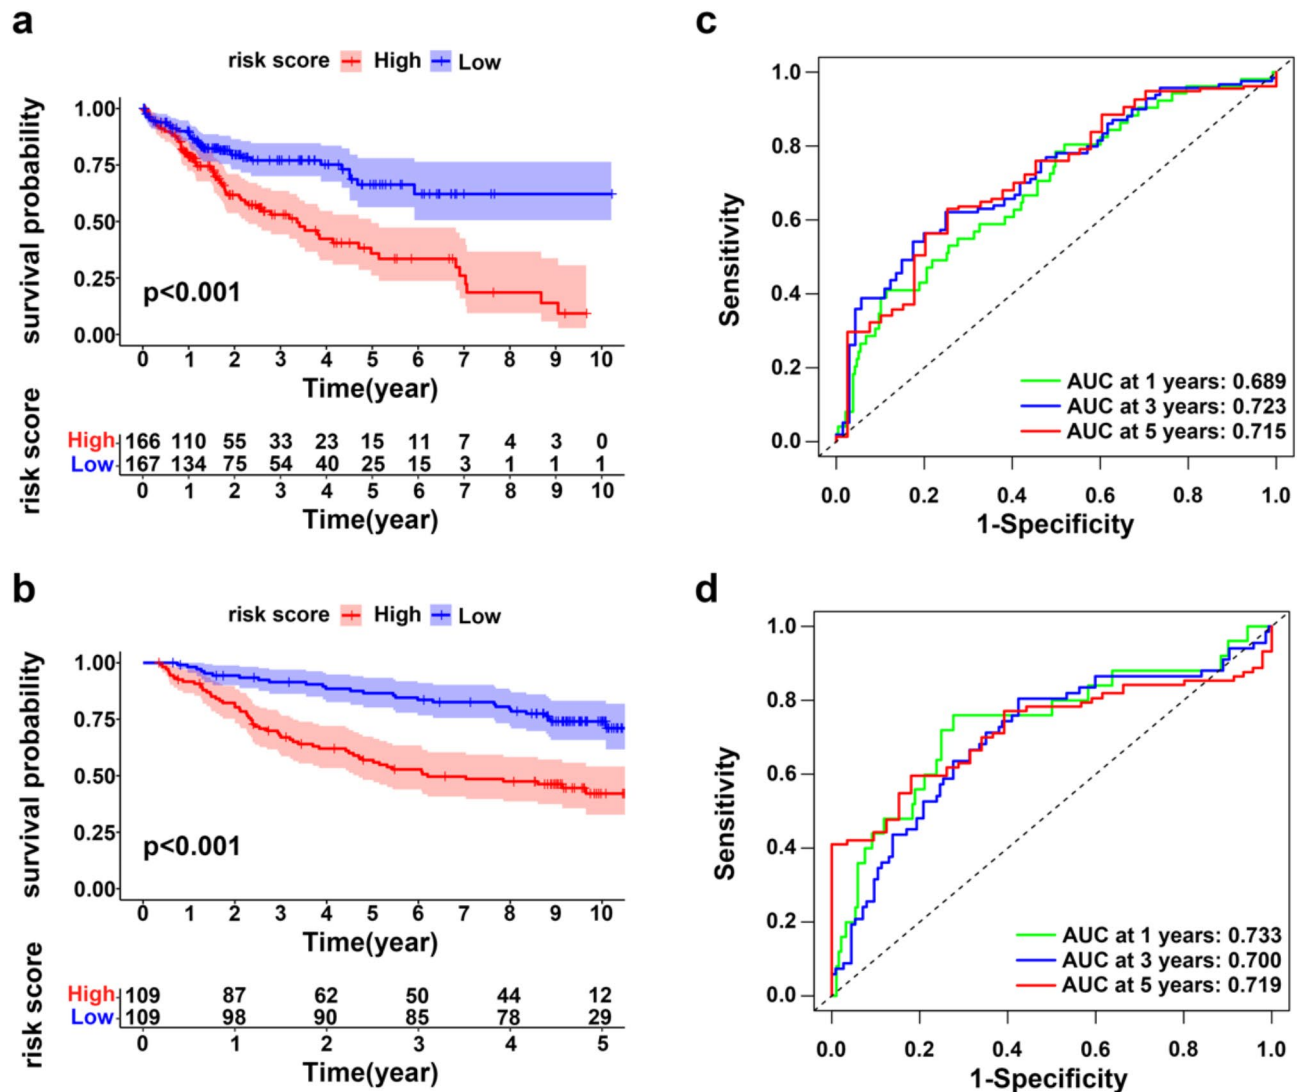 a
risk score High Low
survival probability
1.00
0.75
0.50
0.25
0.00
p<0.001
0 1 2 3 4 5 6 7 8 9 10
Time(year)
risk score
High 166 110 55 33 23 15 11 7 4 3 0
Low 167 134 75 54 40 25 15 3 1 1 1
0 1 2 3 4 5 6 7 8 9 10
Time(year)
c
Sensitivity
1.0
0.8
0.6
0.4
0.2
0.0
AUC at 1 years: 0.689
AUC at 3 years: 0.723
AUC at 5 years: 0.715
0.0 0.2 0.4 0.6 0.8 1.0
1-Specificity
b
risk score High Low
survival probability
1.00
0.75
0.50
0.25
0.00
p<0.001
0 1 2 3 4 5 6 7 8 9 10
Time(year)
risk score
High 109 87 62 50 44 12
Low 109 98 90 85 78 29
0 1 2 3 4 5
Time(year)
d
Sensitivity
1.0
0.8
0.6
0.4
0.2
0.0
AUC at 1 years: 0.733
AUC at 3 years: 0.700
AUC at 5 years: 0.719
0.0 0.2 0.4 0.6 0.8 1.0
1-Specificity